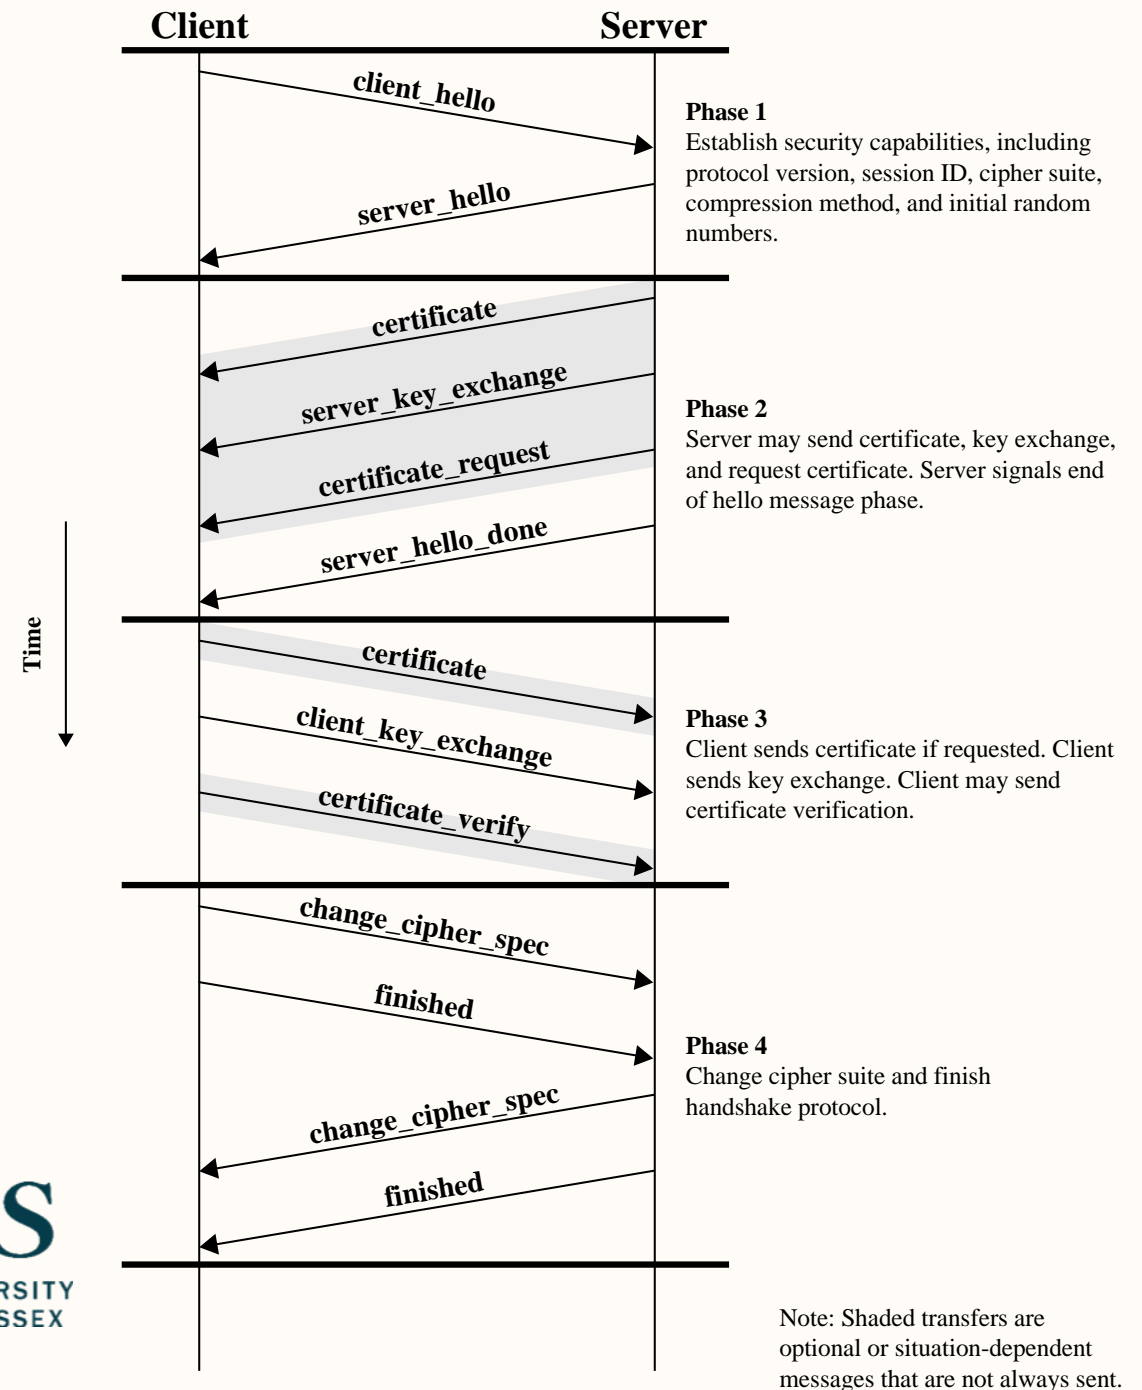 Client
Server
client_hello
server_hello
Phase 1
Establish security capabilities, including
protocol version, session ID, cipher suite,
compression method, and initial random
numbers.
certificate
server_key_exchange
certificate_request
server_hello_done
Phase 2
Server may send certificate, key exchange,
and request certificate. Server signals end
of hello message phase.
Time
certificate
client_key_exchange
certificate_verify
Phase 3
Client sends certificate if requested. Client
sends key exchange. Client may send
certificate verification.
change_cipher_spec
finished
change_cipher_spec
finished
Phase 4
Change cipher suite and finish
handshake protocol.
S
RSITY
SSEX
Note: Shaded transfers are
optional or situation-dependent
messages that are not always sent.